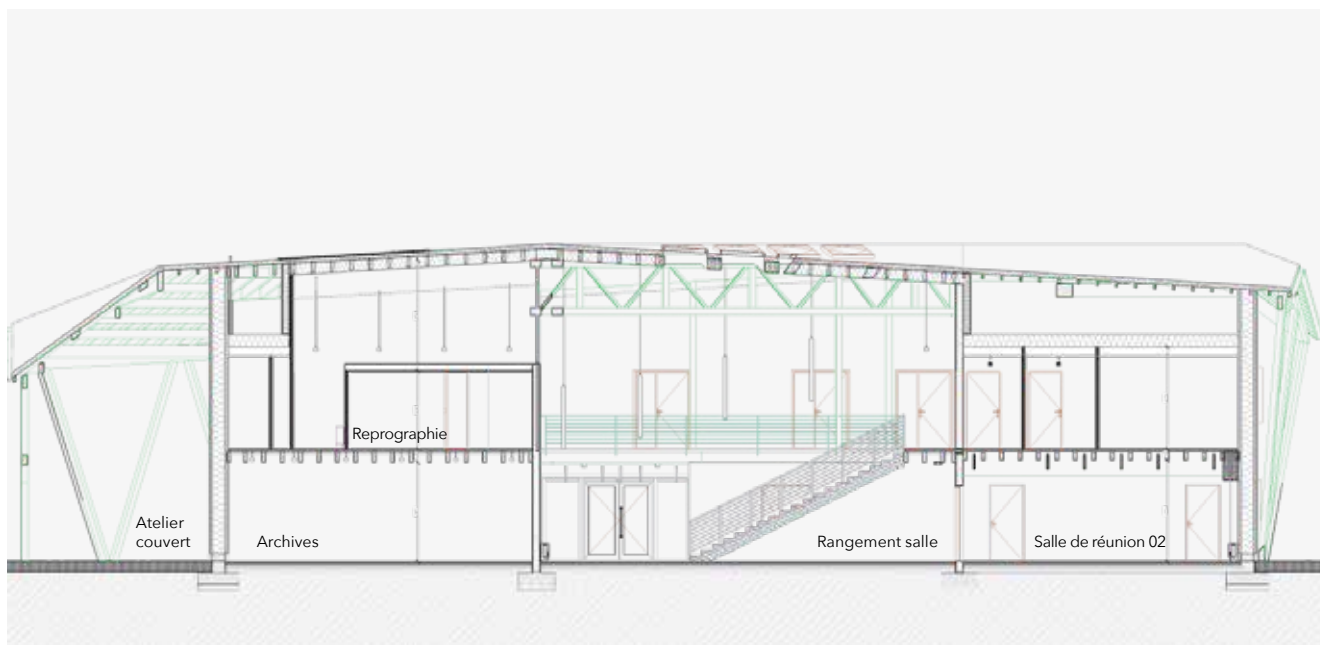 Reprographie
Atelier
couvert
Archives
Rangement salle
Salle de réunion 02